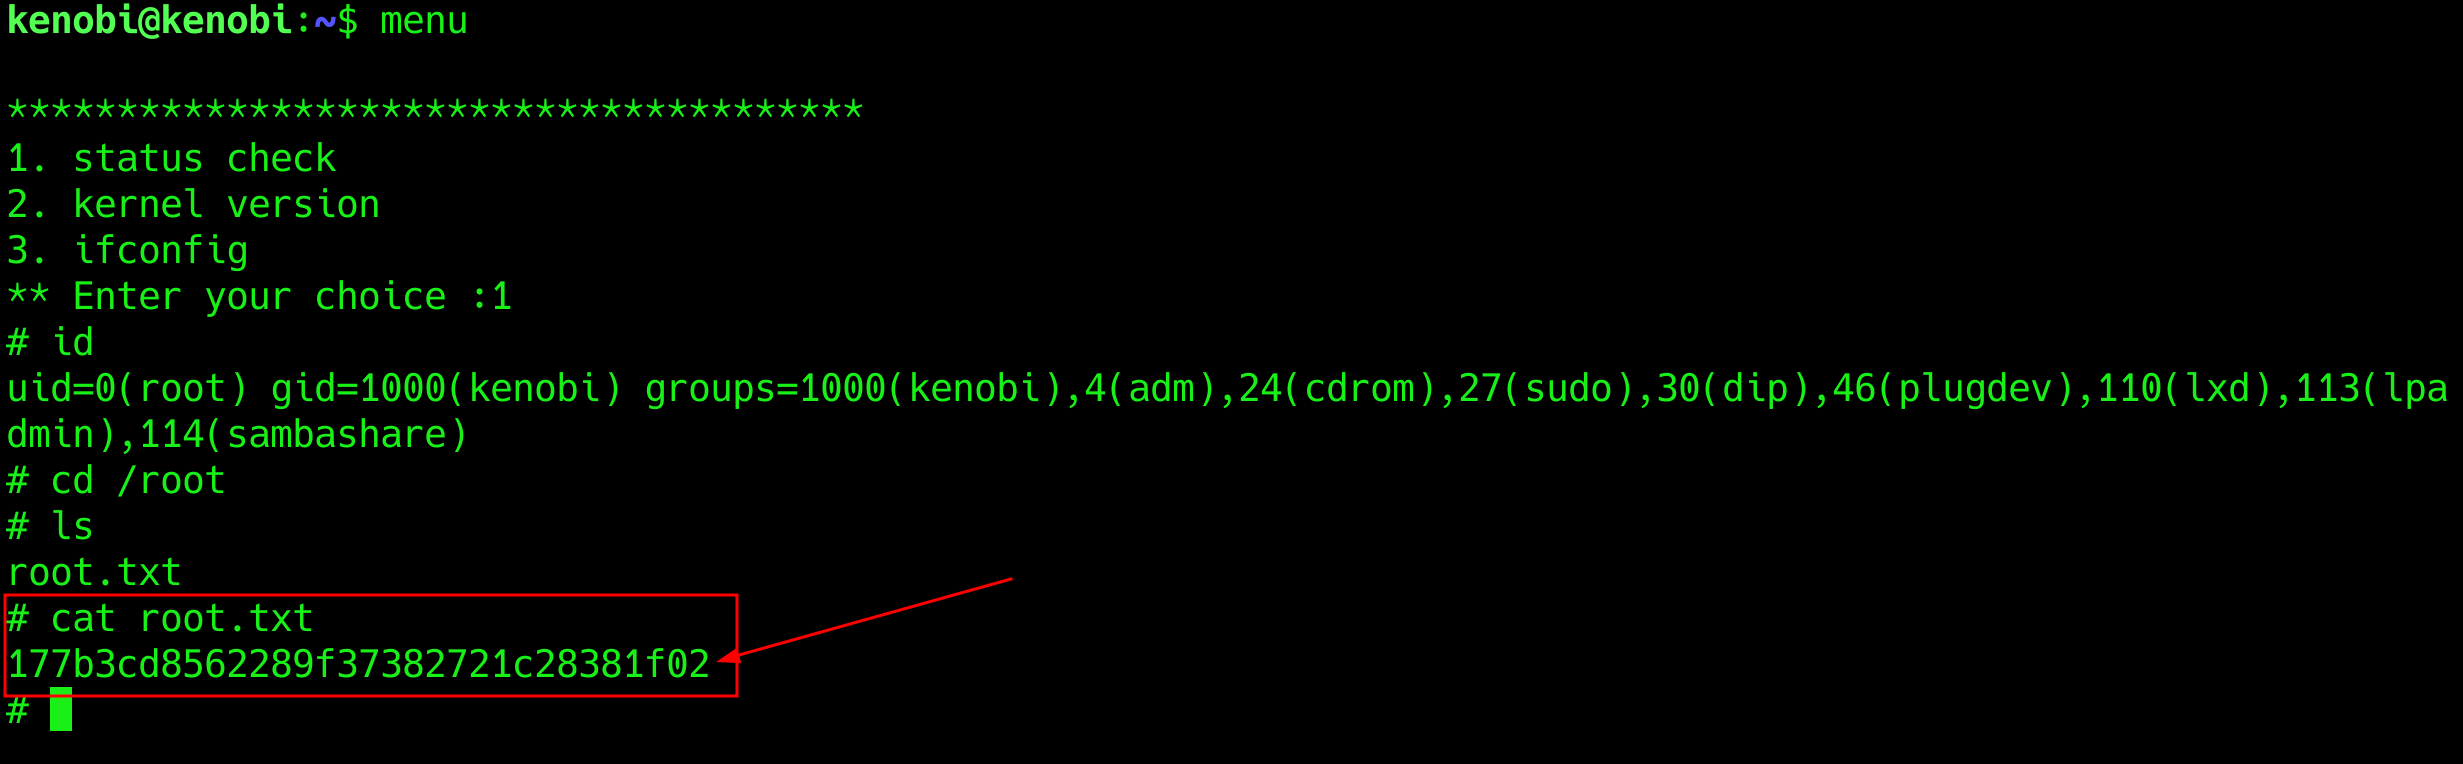 kenobi@kenobi:~$ menu
***************************************
1. status check
2. kernel version
3. ifconfig
** Enter your choice :1
# id
uid=0(root) gid=1000(kenobi) groups=1000(kenobi),4(adm),24(cdrom),27(sudo),30(dip),46(plugdev),110(lxd),113(lpa
dmin),114(sambashare)
# cd /root
# ls
root.txt
# cat root.txt
177b3cd8562289f37382721c28381f02
#